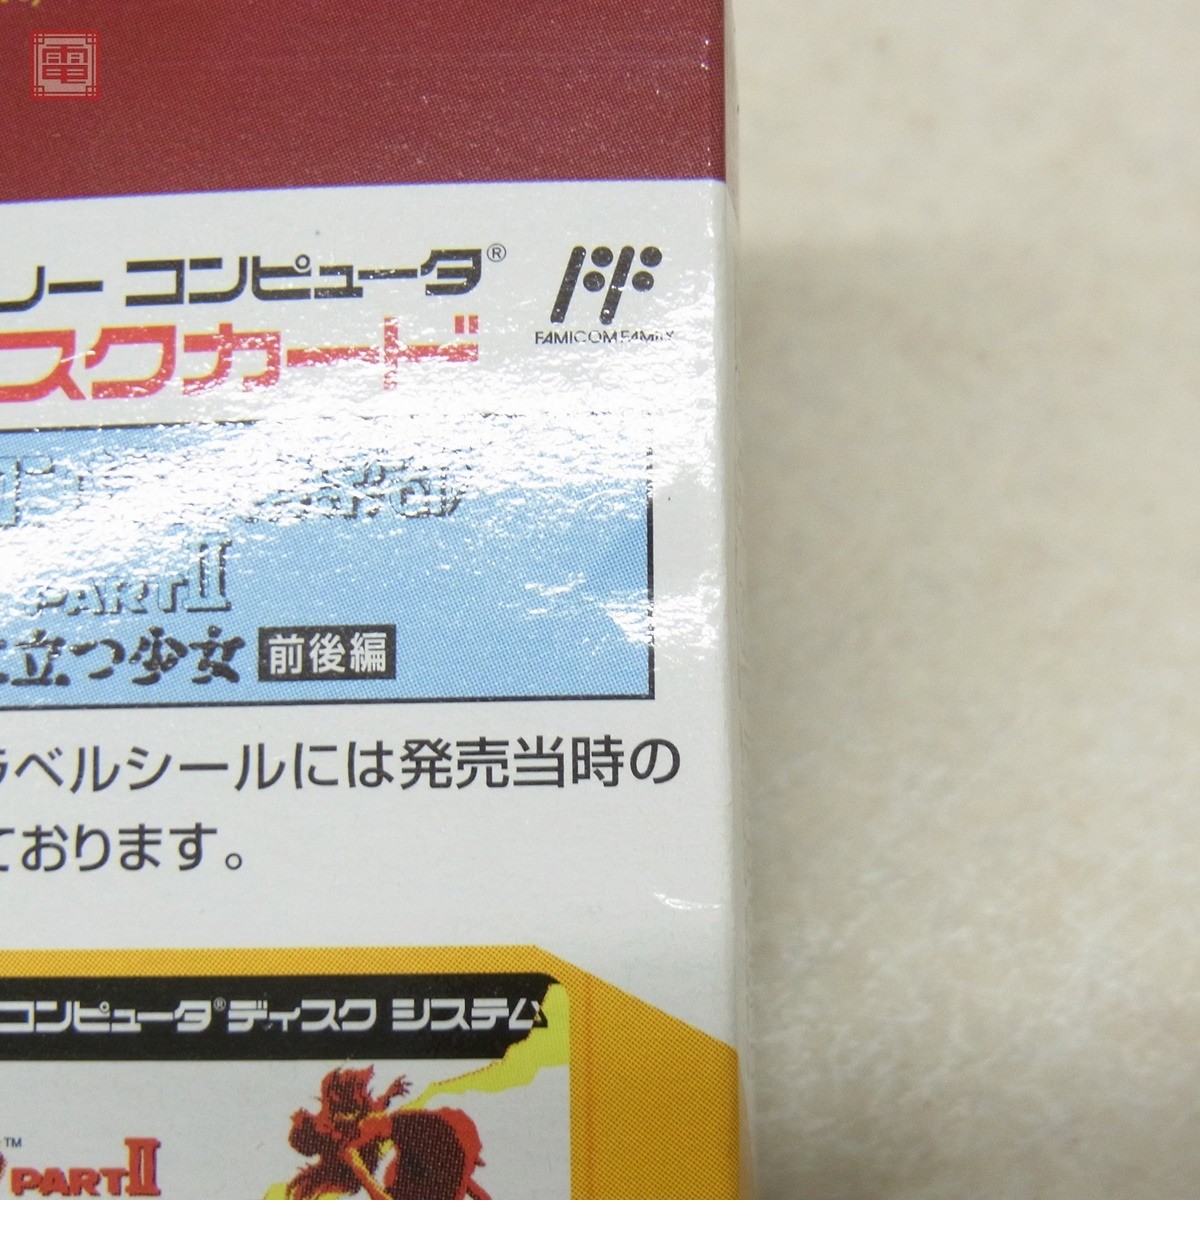 電
リー コンピュータ®
スクカード
FAMICOM FAMILY
PART II
に立つ少女 前後編
ラベルシールには発売当時の
ております。
コンピュータ®ディスク システム
™
PART II